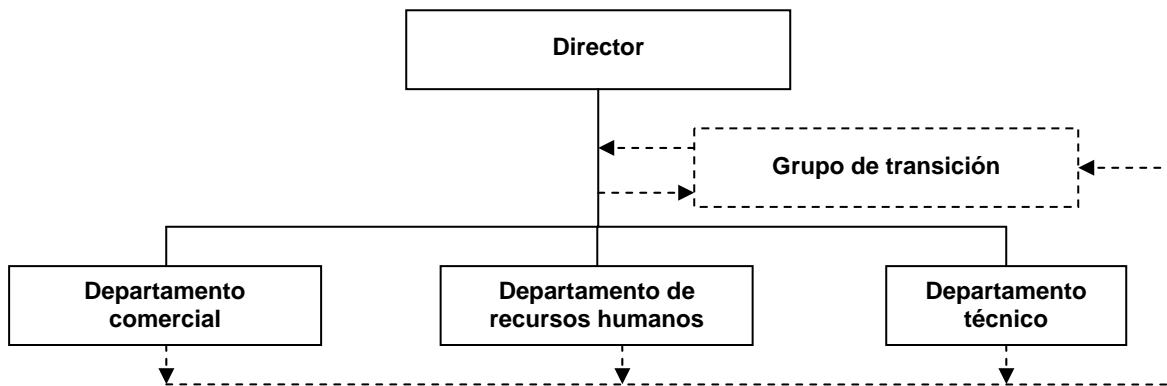 Director
Grupo de transición
Departamento
comercial
Departamento de
recursos humanos
Departamento
técnico